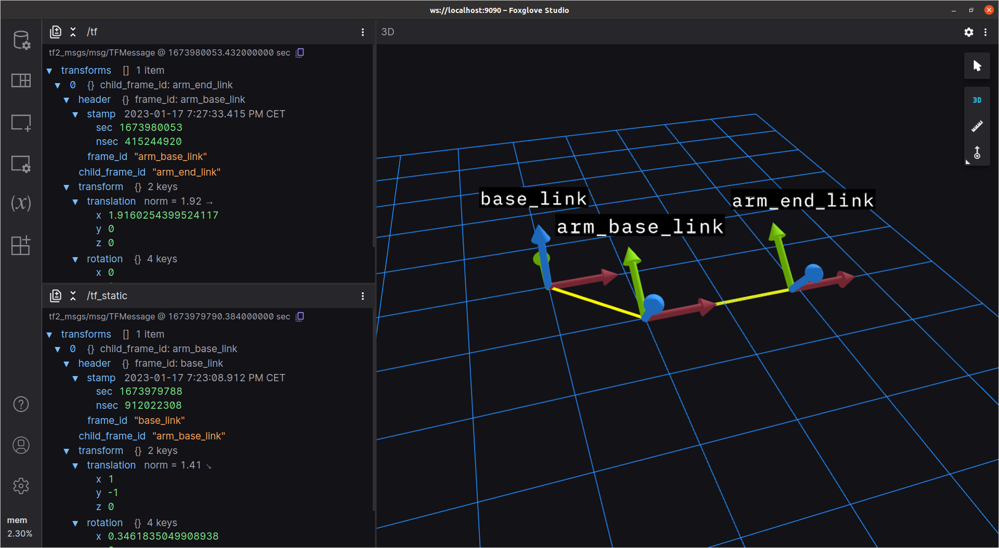 ws://localhost:9090 – Foxglove Studio
/tf
tf2_msgs/msg/TFMessage @ 1673980053.432000000 sec
transforms [] 1 item
0 {} child_frame_id: arm_end_link
header {} frame_id: arm_base_link
stamp 2023-01-17 7:27:33.415 PM CET
sec 1673980053
nsec 415244920
frame_id "arm_base_link"
child_frame_id "arm_end_link"
transform {} 2 keys
translation norm = 1.92 →
x 1.9160254399524117
y 0
z 0
rotation {} 4 keys
x 0
/tf_static
tf2_msgs/msg/TFMessage @ 1673979790.384000000 sec
transforms [] 1 item
0 {} child_frame_id: arm_base_link
header {} frame_id: base_link
stamp 2023-01-17 7:23:08.912 PM CET
sec 1673979788
nsec 912022308
frame_id "base_link"
child_frame_id "arm_base_link"
transform {} 2 keys
translation norm = 1.41 ↘
x 1
y -1
z 0
rotation {} 4 keys
x 0.3461835049908938
(x)
mem
2.30%
3D
3D
base_link
arm_base_link
arm_end_link